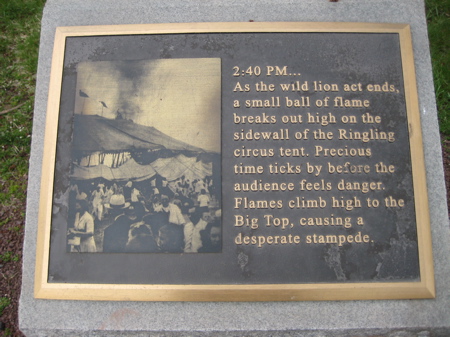 2:40 PM...
As the wild lion act ends,
a small ball of flame
breaks out high on the
sidewall of the Ringling
circus tent. Precious
time ticks by before the
audience feels danger.
Flames climb high to the
Big Top, causing a
desperate stampede.